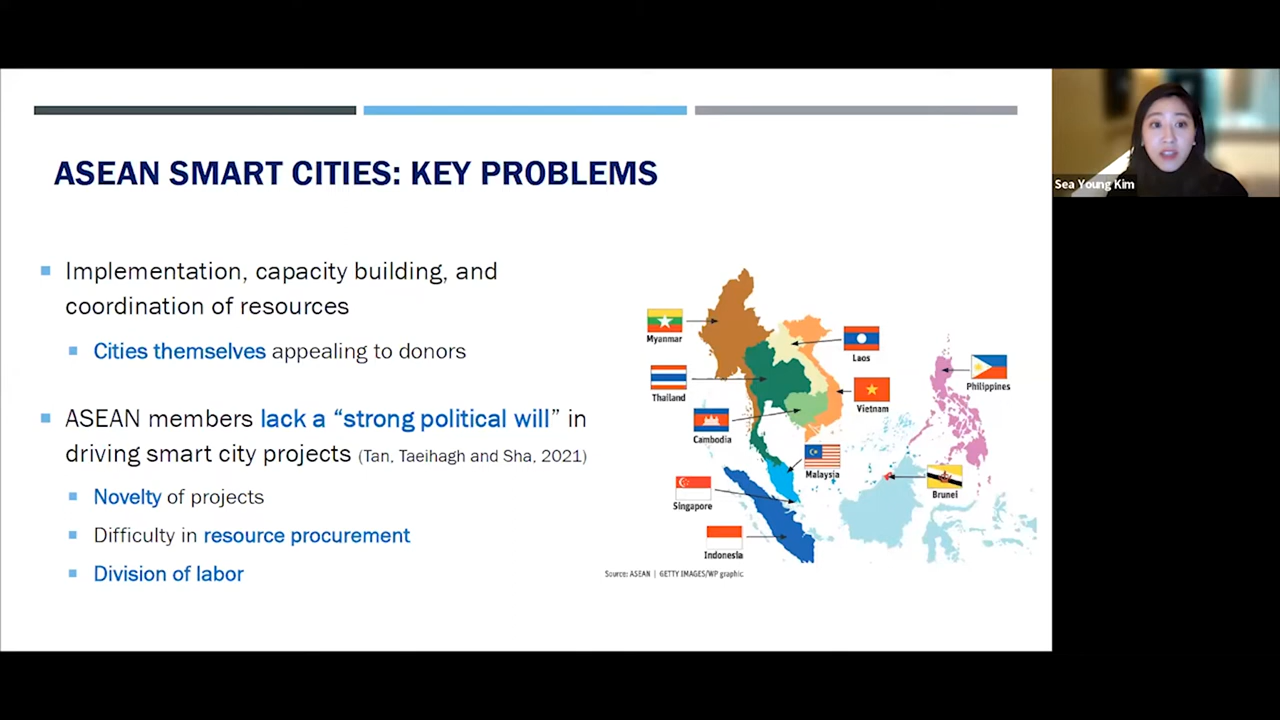 ASEAN SMART CITIES: KEY PROBLEMS
Implementation, capacity building, and
coordination of resources
Cities themselves appealing to donors
ASEAN members lack a “strong political will” in
driving smart city projects (Tan, Taeihagh and Sha, 2021)
Novelty of projects
Difficulty in resource procurement
Division of labor
Myanmar
Laos
Philippines
Thailand
Vietnam
Cambodia
Malaysia
Singapore
Brunei
Indonesia
Source: ASEAN | GETTY IMAGES/WP graphic
Sea Young Kim